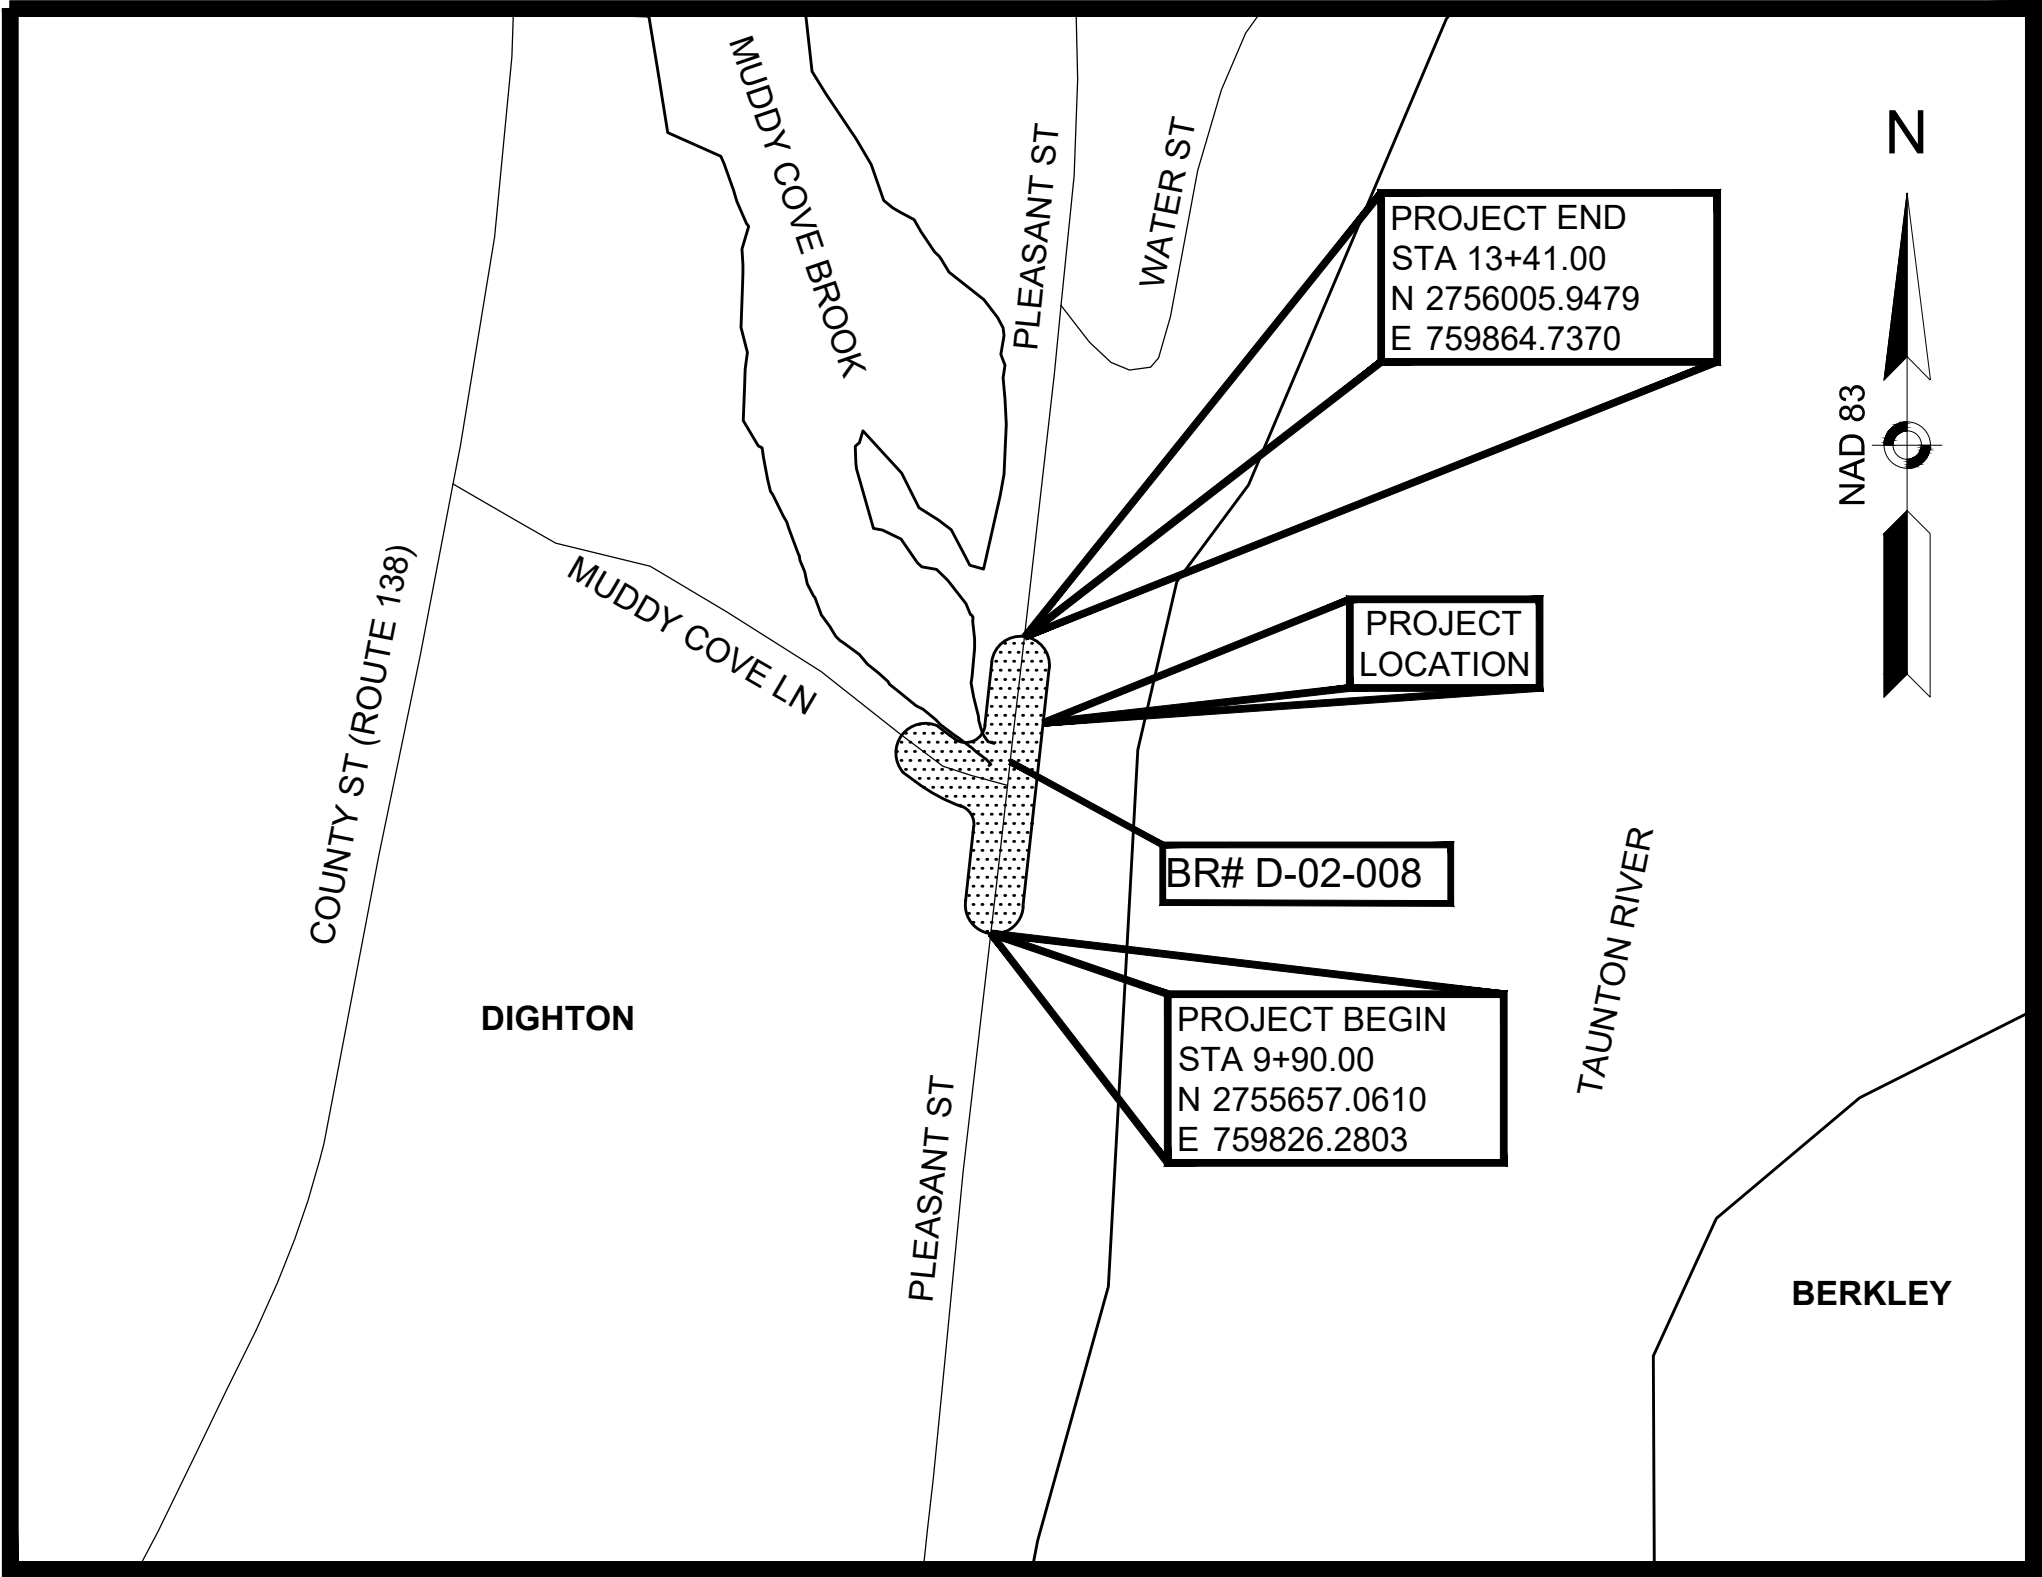 MUDDY COVE BROOK
PLEASANT ST
WATER ST
N
PROJECT END
STA 13+41.00
N 2756005.9479
E 759864.7370
NAD 83
COUNTY ST (ROUTE 138)
MUDDY COVE LN
PROJECT
LOCATION
BR# D-02-008
TAUNTON RIVER
DIGHTON
PROJECT BEGIN
STA 9+90.00
N 2755657.0610
E 759826.2803
PLEASANT ST
BERKLEY